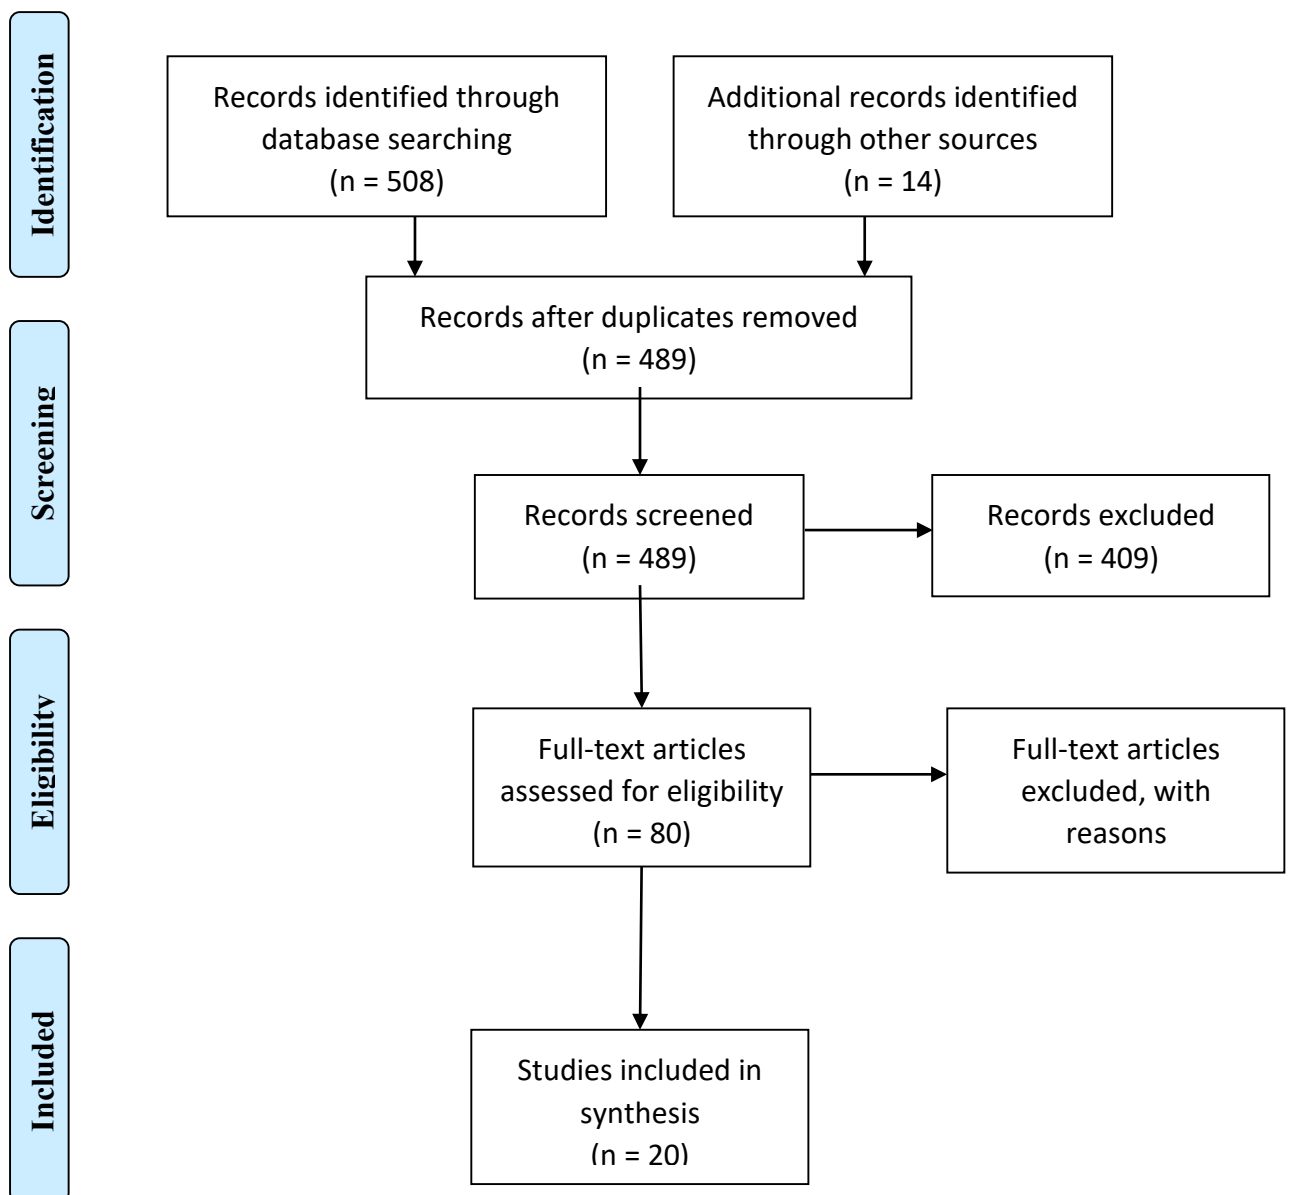 Identification
Records identified through
database searching
(n = 508)
Additional records identified
through other sources
(n = 14)
Records after duplicates removed
(n = 489)
Screening
Records screened
(n = 489)
Records excluded
(n = 409)
Eligibility
Full-text articles
assessed for eligibility
(n = 80)
Full-text articles
excluded, with
reasons
Included
Studies included in
synthesis
(n = 20)